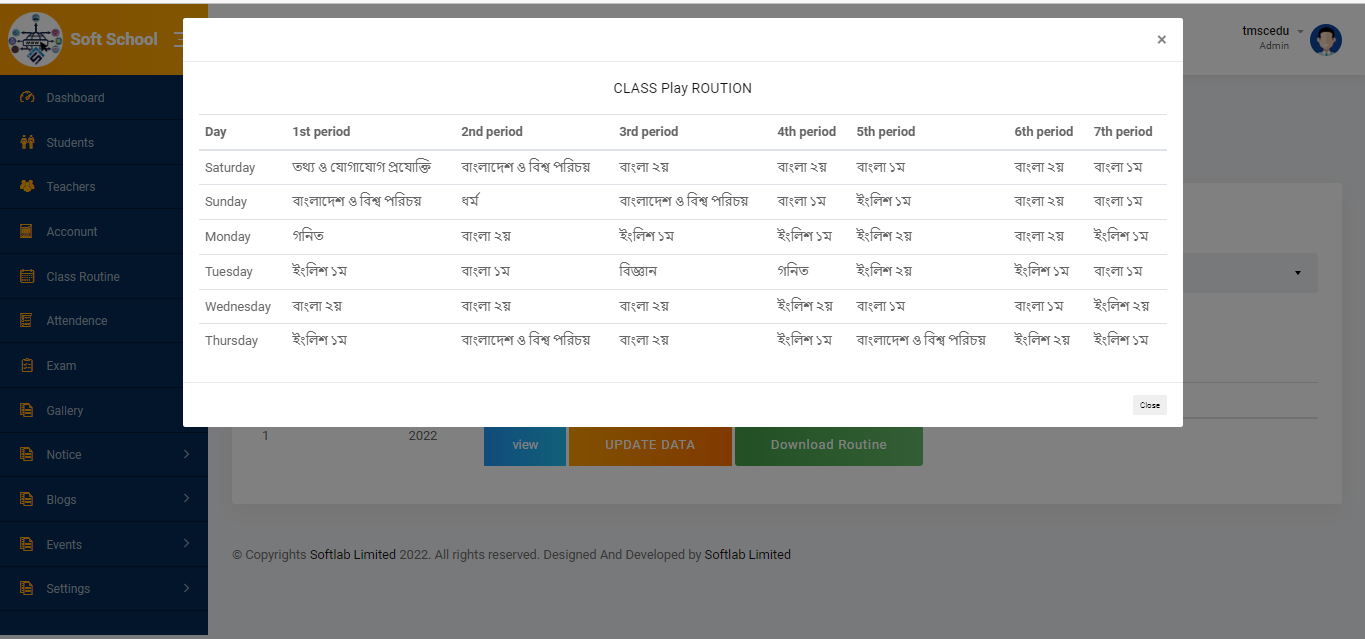 Soft School
tmscedu
Admin
×
Dashboard
Students
Teachers
Acconunt
Class Routine
Attendence
Exam
Gallery
Notice
Blogs
Events
Settings
CLASS Play ROUTION
Day 1st period 2nd period 3rd period 4th period 5th period 6th period 7th period
Saturday তথ্য ও যোগাযোগ প্রযোক্তি বাংলাদেশ ও বিশ্ব পরিচয় বাংলা ২য় বাংলা ২য় বাংলা ১ম বাংলা ২য় বাংলা ১ম
Sunday বাংলাদেশ ও বিশ্ব পরিচয় ধর্ম বাংলাদেশ ও বিশ্ব পরিচয় বাংলা ১ম ইংলিশ ১ম বাংলা ২য় বাংলা ১ম
Monday গনিত বাংলা ২য় ইংলিশ ১ম ইংলিশ ১ম ইংলিশ ২য় বাংলা ২য় ইংলিশ ১ম
Tuesday ইংলিশ ১ম বাংলা ১ম বিজ্ঞান গনিত ইংলিশ ২য় ইংলিশ ১ম বাংলা ১ম
Wednesday বাংলা ২য় বাংলা ২য় বাংলা ২য় ইংলিশ ২য় বাংলা ১ম বাংলা ১ম ইংলিশ ২য়
Thursday ইংলিশ ১ম বাংলাদেশ ও বিশ্ব পরিচয় বাংলা ২য় ইংলিশ ১ম বাংলাদেশ ও বিশ্ব পরিচয় ইংলিশ ২য় ইংলিশ ১ম
Close
1 2022 view UPDATE DATA Download Routine
© Copyrights Softlab Limited 2022. All rights reserved. Designed And Developed by Softlab Limited